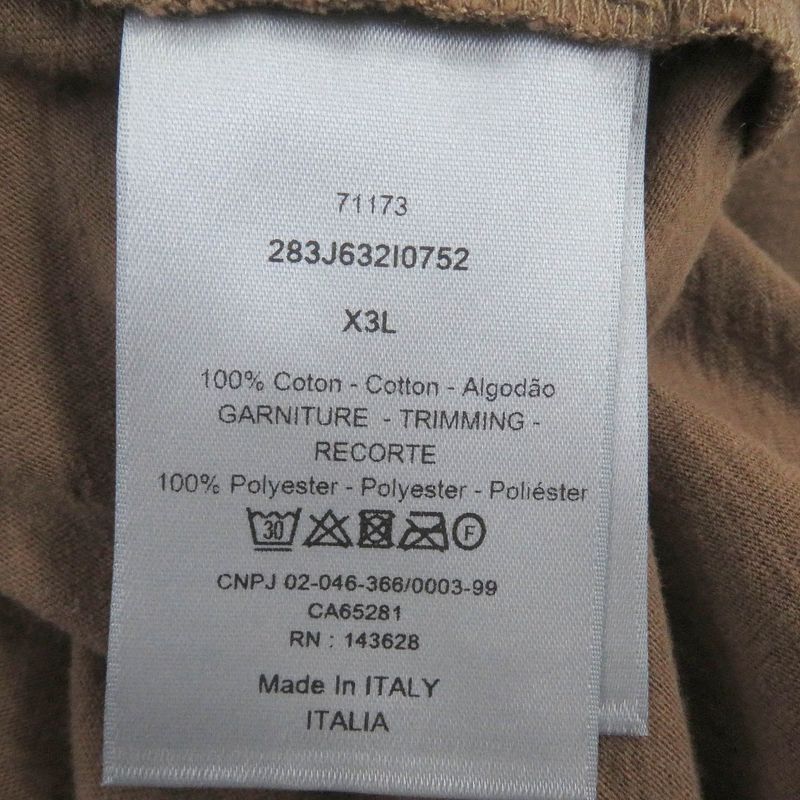 71173
283J632I0752
X3L
100% Coton - Cotton - Algodão
GARNITURE - TRIMMING -
RECORTE
100% Polyester - Polyester - Poliéster
30 F
CNPJ 02-046-366/0003-99
CA65281
RN : 143628
Made In ITALY
ITALIA